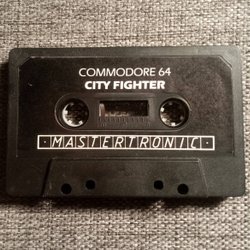 COMMODORE 64
CITY FIGHTER
· MASTERTRONIC ·